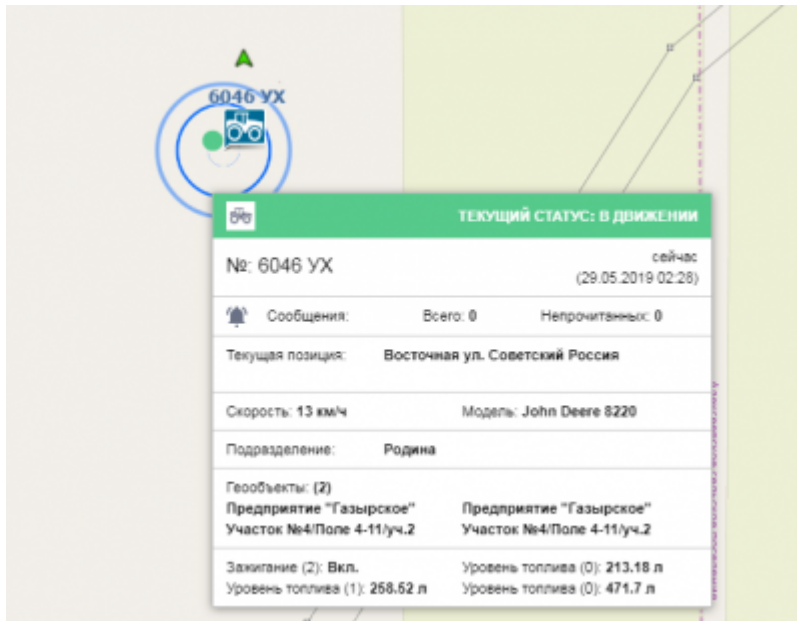 6046 УХ
ТЕКУЩИЙ СТАТУС: В ДВИЖЕНИИ
№: 6046 УХ
сейчас
(29.05.2019 02:28)
Сообщения: Всего: 0 Непрочитанных: 0
Текущая позиция: Восточная ул. Советский Россия
Скорость: 13 км/ч Модель: John Deere 8220
Подразделение: Родина
Геообъекты: (2)
Предприятие "Газырское" Предприятие "Газырское"
Участок №4/Поле 4-11/уч.2 Участок №4/Поле 4-11/уч.2
Зажигание (2): Вкл. Уровень топлива (0): 213.18 л
Уровень топлива (1): 258.52 л Уровень топлива (0): 471.7 л